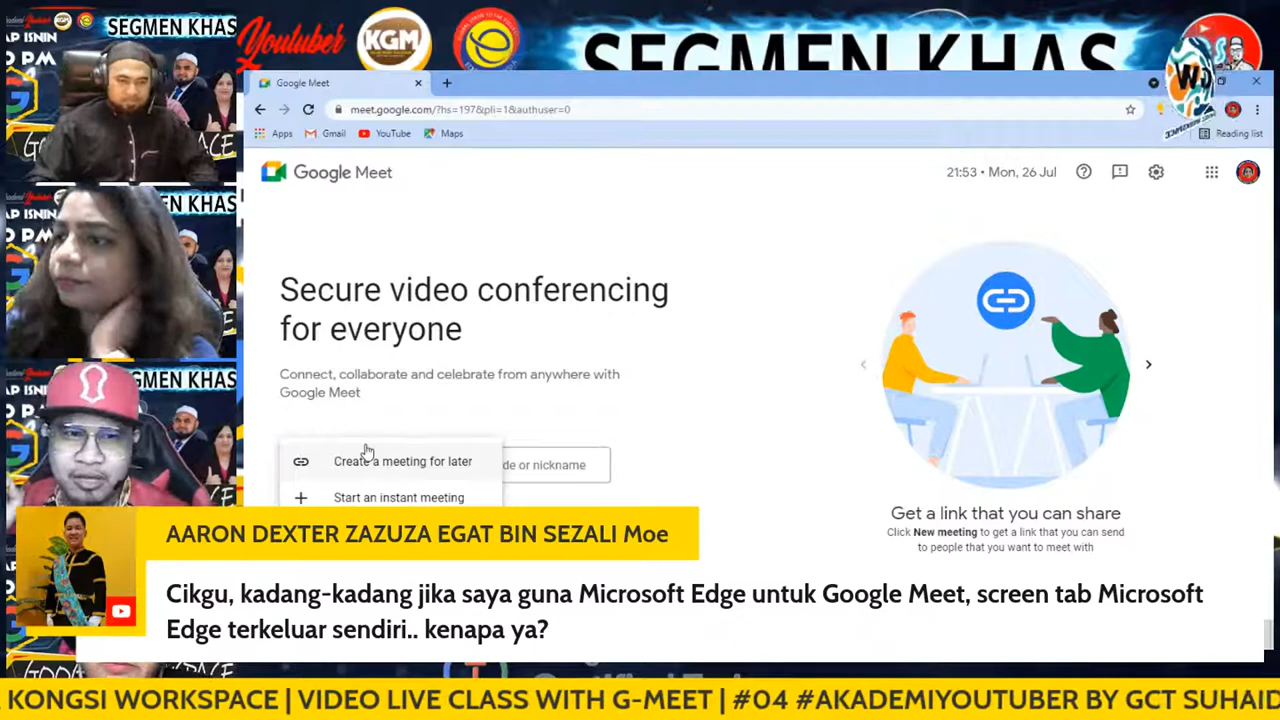 SEGMEN KHAS
Youtuber
KGM
SEGMEN KHAS
AP ISNIN
Google Meet
meet.google.com/?hs=197&pli=1&authuser=0
Apps
Gmail
YouTube
Maps
Reading list
Google Meet
21:53 • Mon, 26 Jul
Secure video conferencing
for everyone
Connect, collaborate and celebrate from anywhere with
Google Meet
Create a meeting for later
de or nickname
Start an instant meeting
Get a link that you can share
Click New meeting to get a link that you can send
to people that you want to meet with
NT KHAS
AP ISNIN
GMEN KHAS
AARON DEXTER ZAZUZA EGAT BIN SEZALI Moe
Cikgu, kadang-kadang jika saya guna Microsoft Edge untuk Google Meet, screen tab Microsoft
Edge terkeluar sendiri.. kenapa ya?
KONGSI WORKSPACE | VIDEO LIVE CLASS WITH G-MEET | #04 #AKADEMIYOUTUBER BY GCT SUHAID